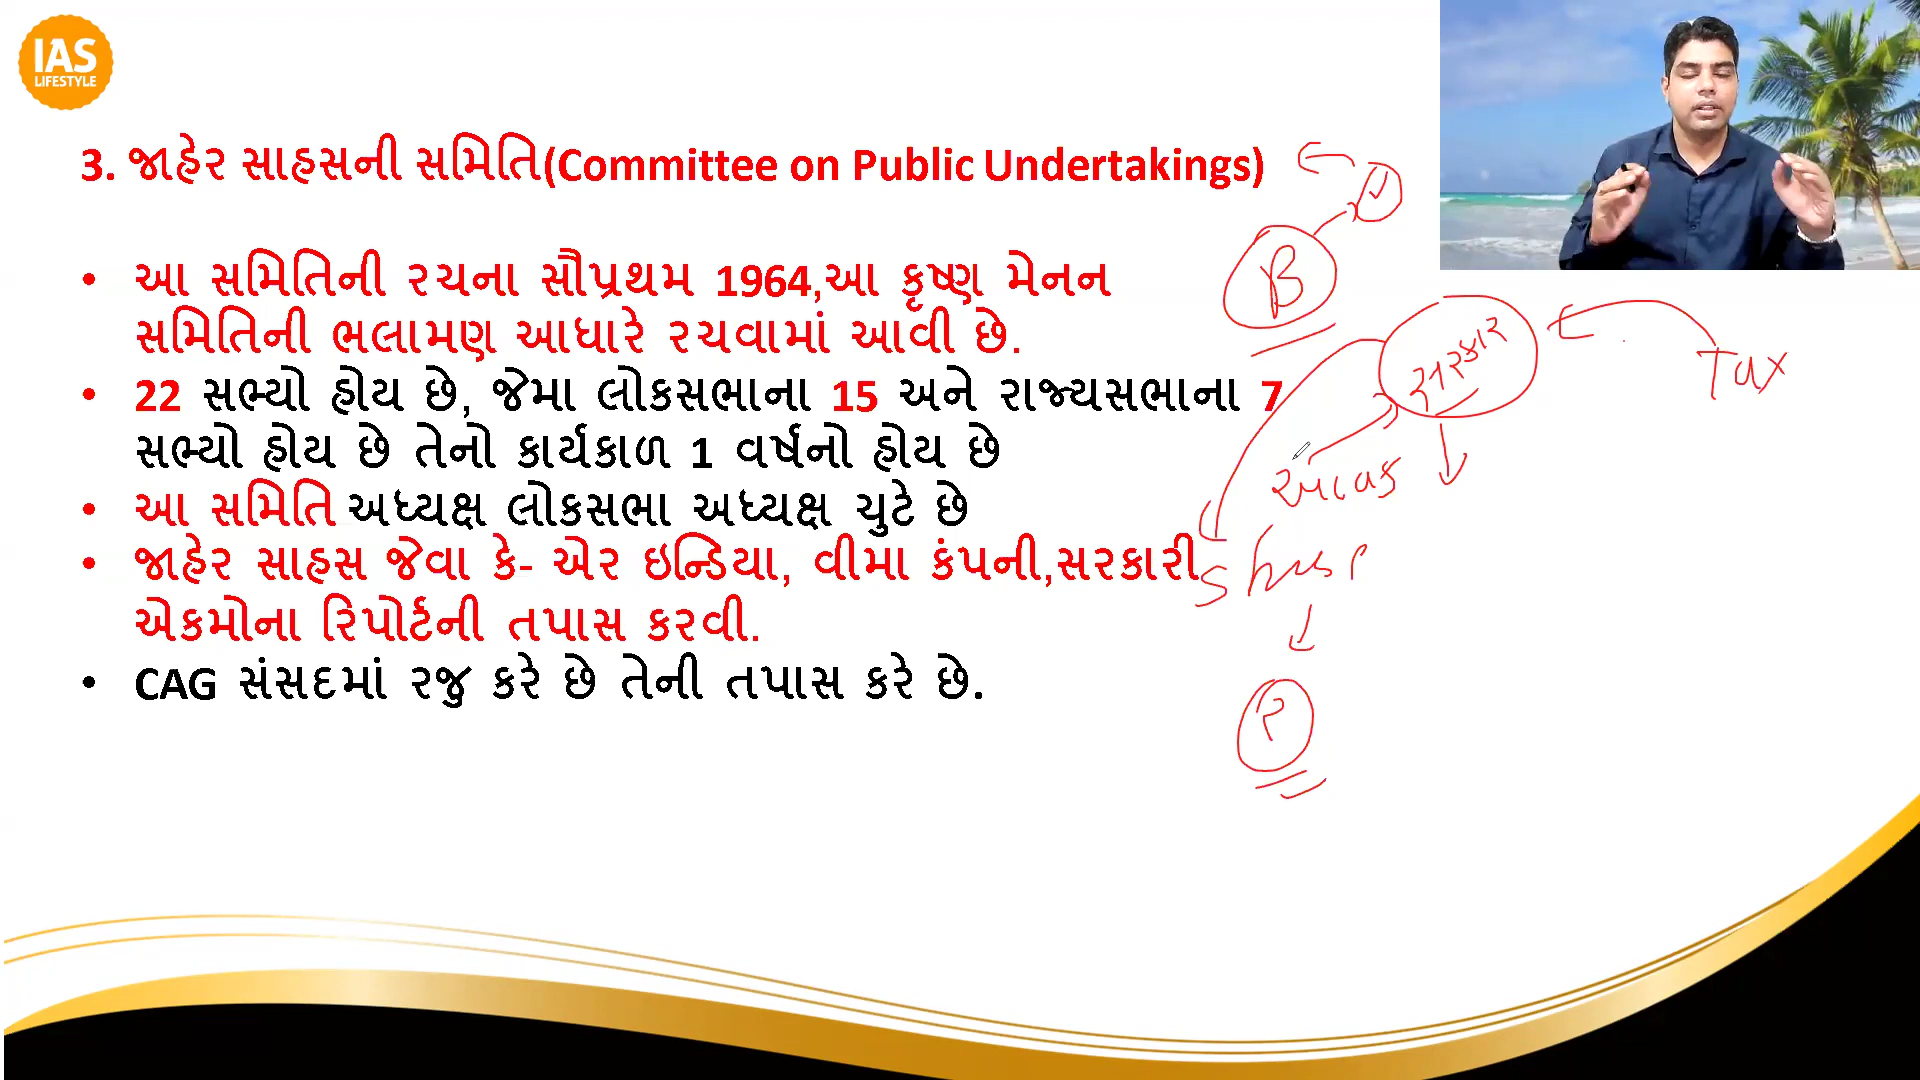 IAS
LIFESTYLE
3. જાહેર સાહસની સમિતિ(Committee on Public Undertakings)
• આ સમિતિની રચના સૌપ્રથમ 1964,આ કૃષ્ણ મેનન
સમિતિની ભલામણ આધારે રચવામાં આવી છે.
• 22 સભ્યો હોય છે, જેમા લોકસભાના 15 અને રાજ્યસભાના 7
સભ્યો હોય છે તેનો કાર્યકાળ 1 વર્ષનો હોય છે
• આ સમિતિ અધ્યક્ષ લોકસભા અધ્યક્ષ ચુટે છે
• જાહેર સાહસ જેવા કે- એર ઇન્ડિયા, વીમા કંપની,સરકારી
એકમોના રિપોર્ટની તપાસ કરવી.
• CAG સંસદમાં રજુ કરે છે તેની તપાસ કરે છે.
B
સરકાર
Tax
આવક